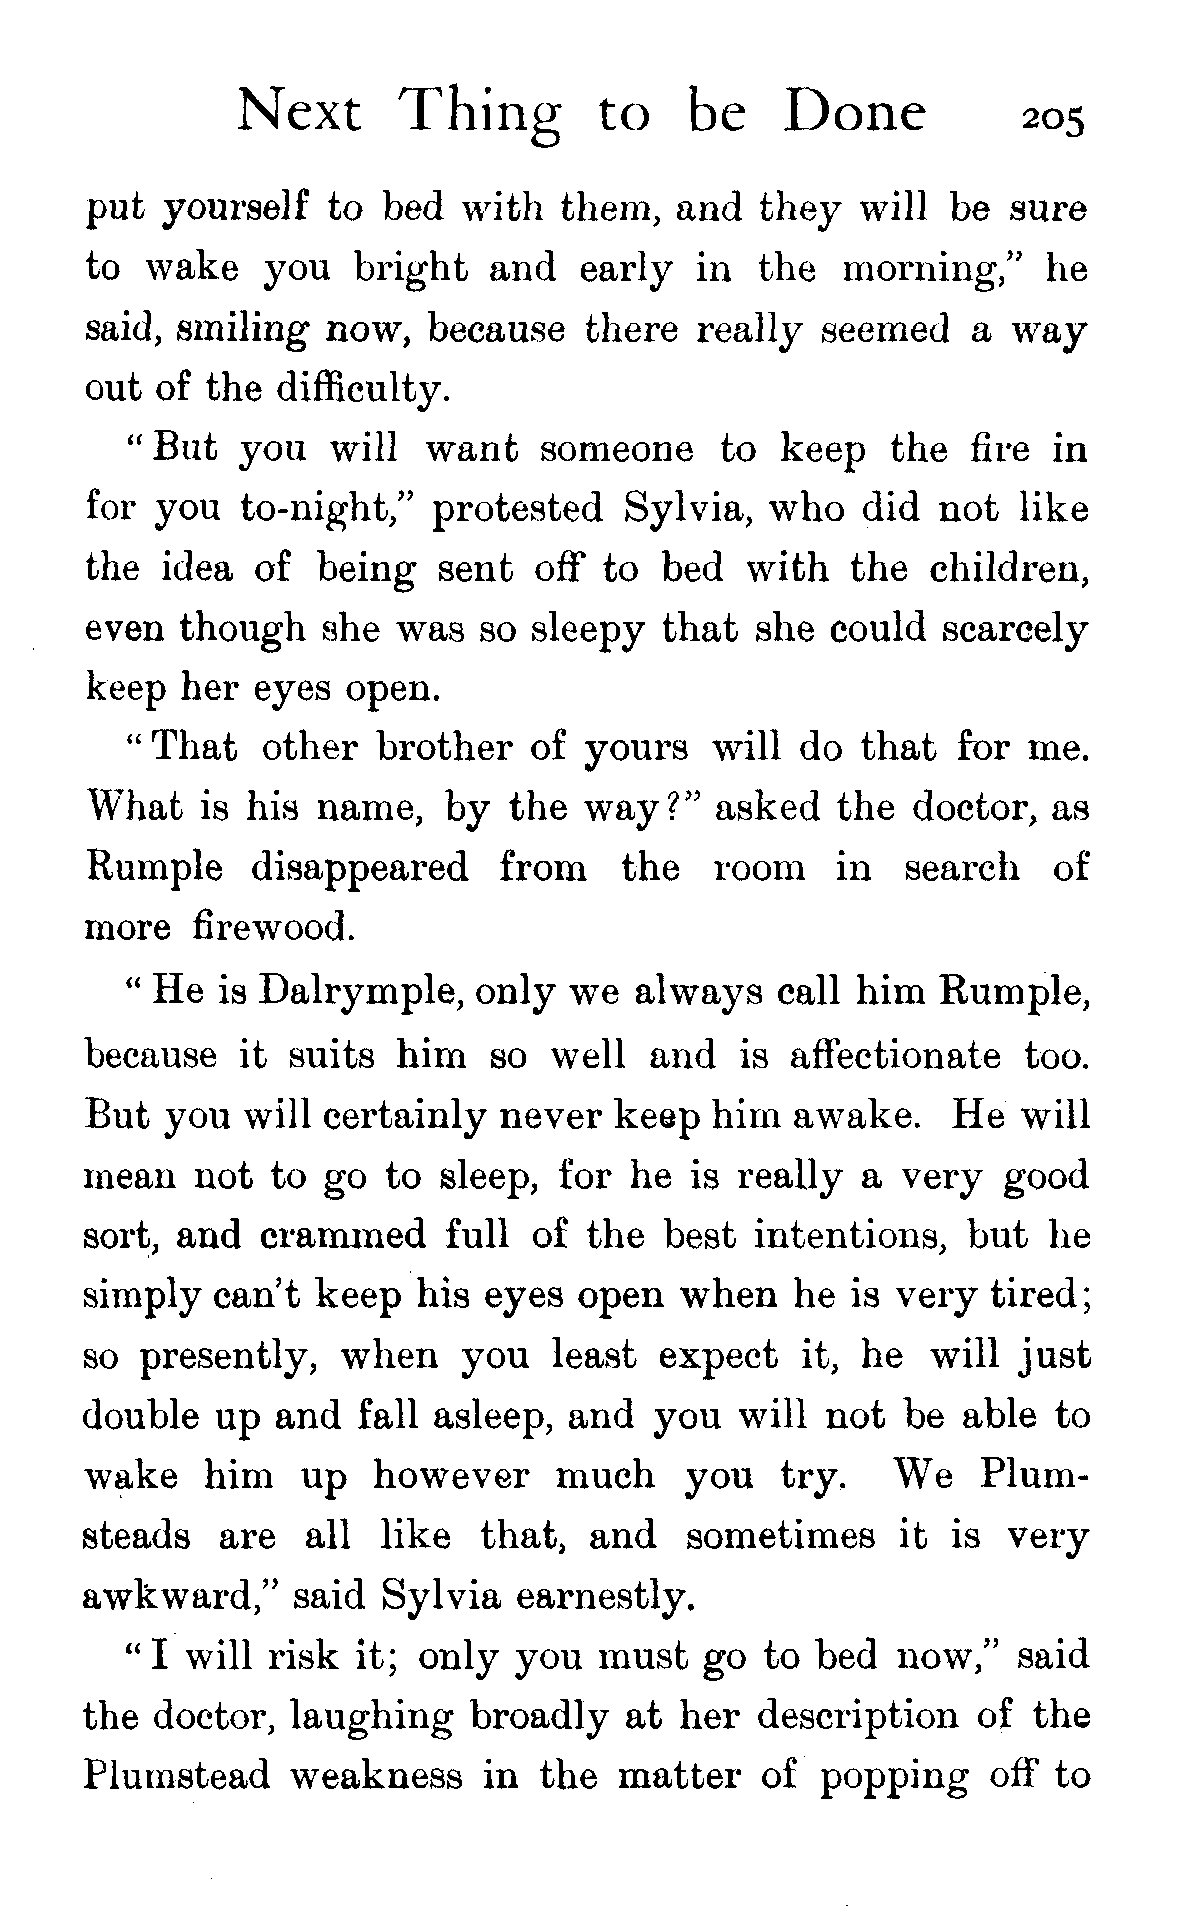 Next Thing to be Done 205
put yourself to bed with them, and they will be sure
to wake you bright and early in the morning,” he
said, smiling now, because there really seemed a way
out of the difficulty.
“But you will want someone to keep the fire in
for you to-night,” protested Sylvia, who did not like
the idea of being sent off to bed with the children,
even though she was so sleepy that she could scarcely
keep her eyes open.
“That other brother of yours will do that for me.
What is his name, by the way?” asked the doctor, as
Rumple disappeared from the room in search of
more firewood.
“He is Dalrymple, only we always call him Rumple,
because it suits him so well and is affectionate too.
But you will certainly never keep him awake. He will
mean not to go to sleep, for he is really a very good
sort, and crammed full of the best intentions, but he
simply can’t keep his eyes open when he is very tired;
so presently, when you least expect it, he will just
double up and fall asleep, and you will not be able to
wake him up however much you try. We Plum-
steads are all like that, and sometimes it is very
awkward,” said Sylvia earnestly.
“I will risk it; only you must go to bed now,” said
the doctor, laughing broadly at her description of the
Plumstead weakness in the matter of popping off to